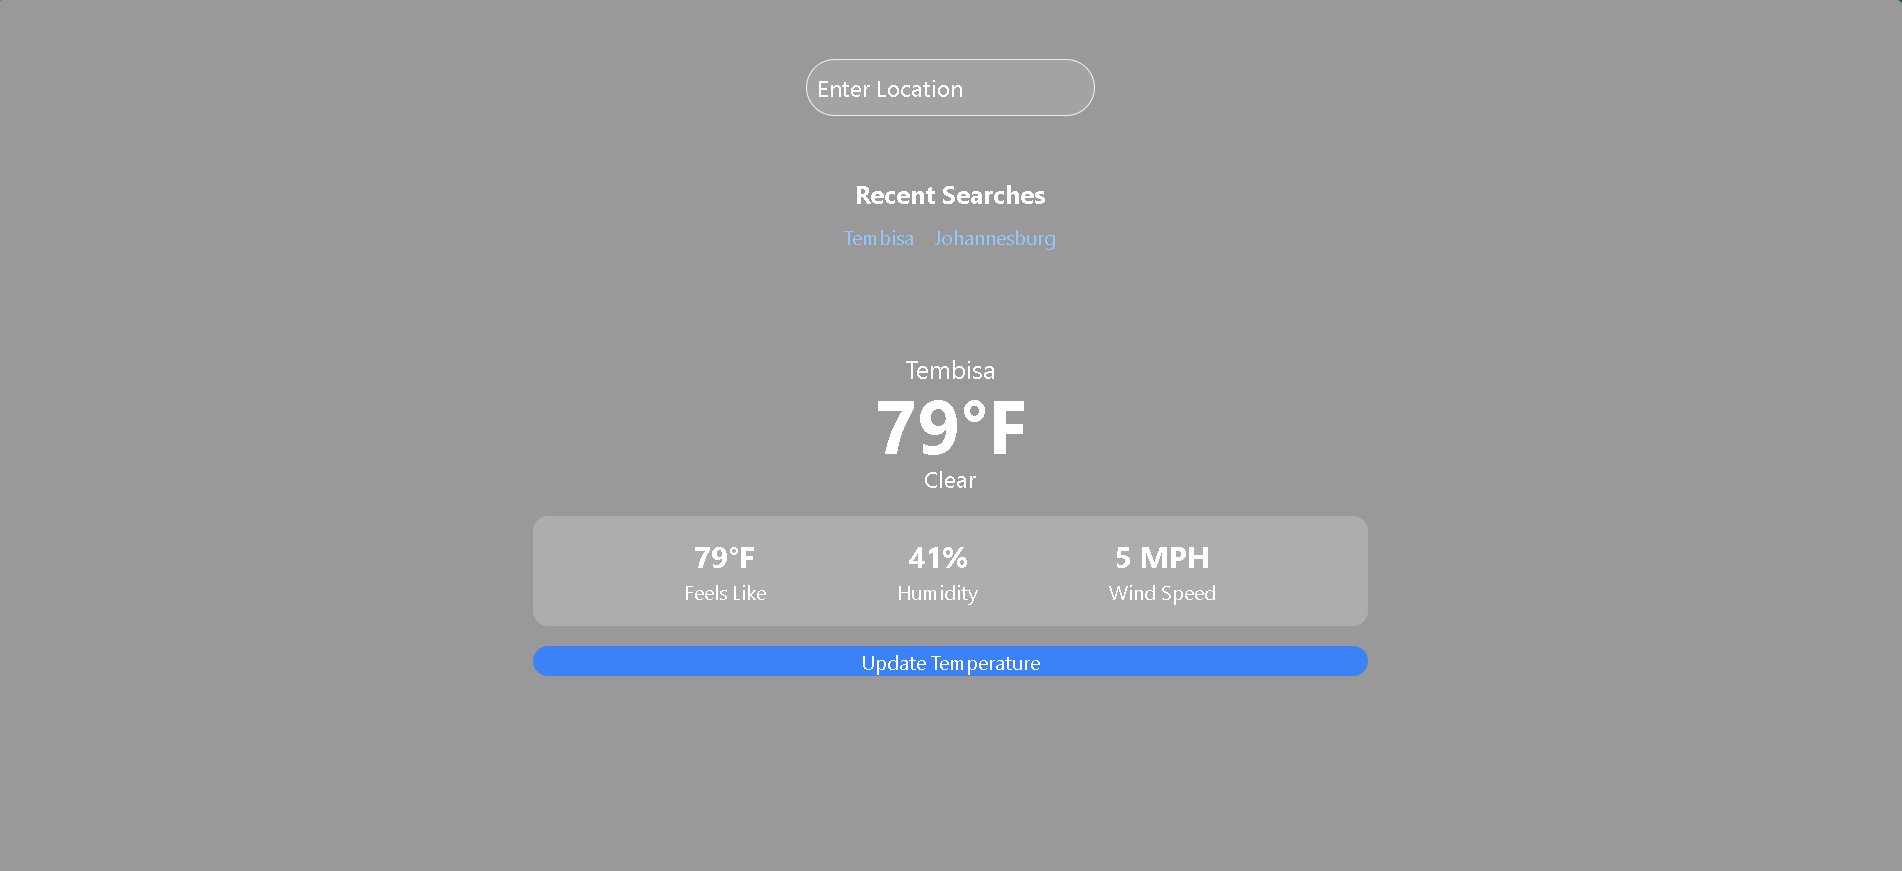 Enter Location
Recent Searches
Tembisa Johannesburg
Tembisa
79°F
Clear
79°F 41% 5 MPH
Feels Like Humidity Wind Speed
Update Temperature